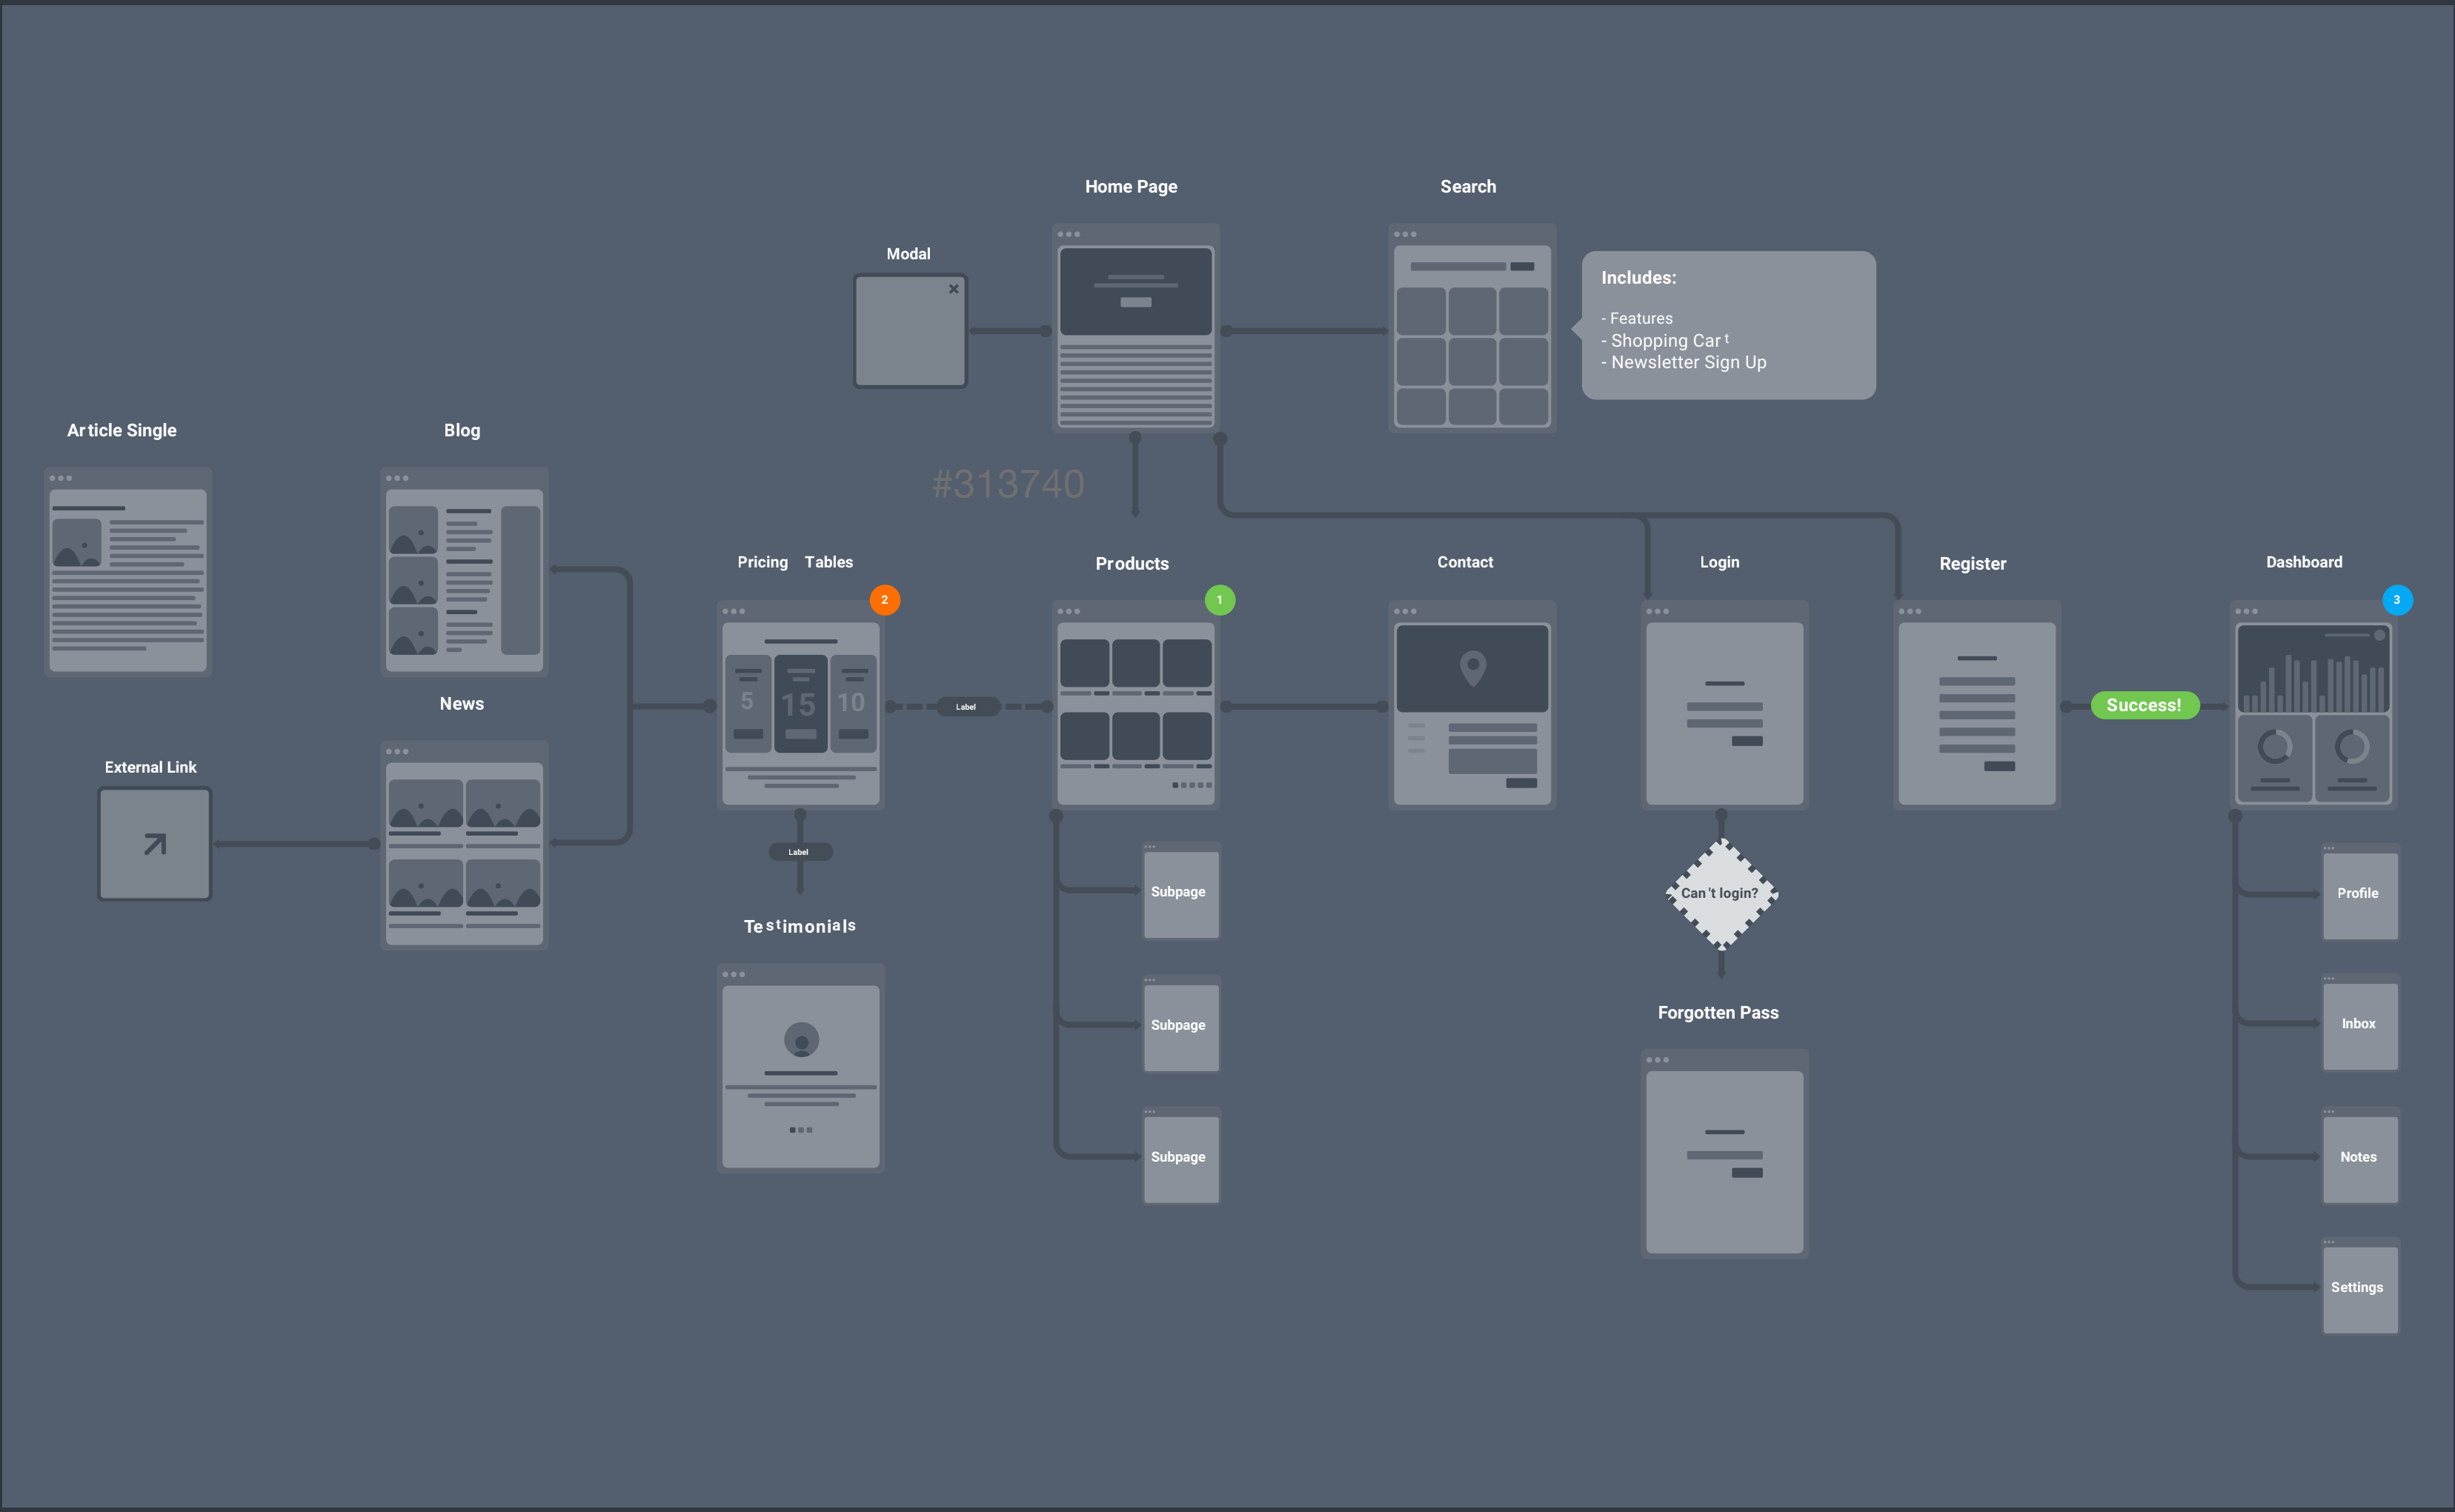 Home Page
Search
Modal
Includes:
- Features
- Shopping Cart
- Newsletter Sign Up
Article Single
Blog
#313740
Pricing Tables
Products
Contact
Login
Register
Dashboard
2
1
3
5
15
10
Label
Success!
News
External Link
Label
Testimonials
Subpage
Subpage
Subpage
Can't login?
Forgotten Pass
Profile
Inbox
Notes
Settings